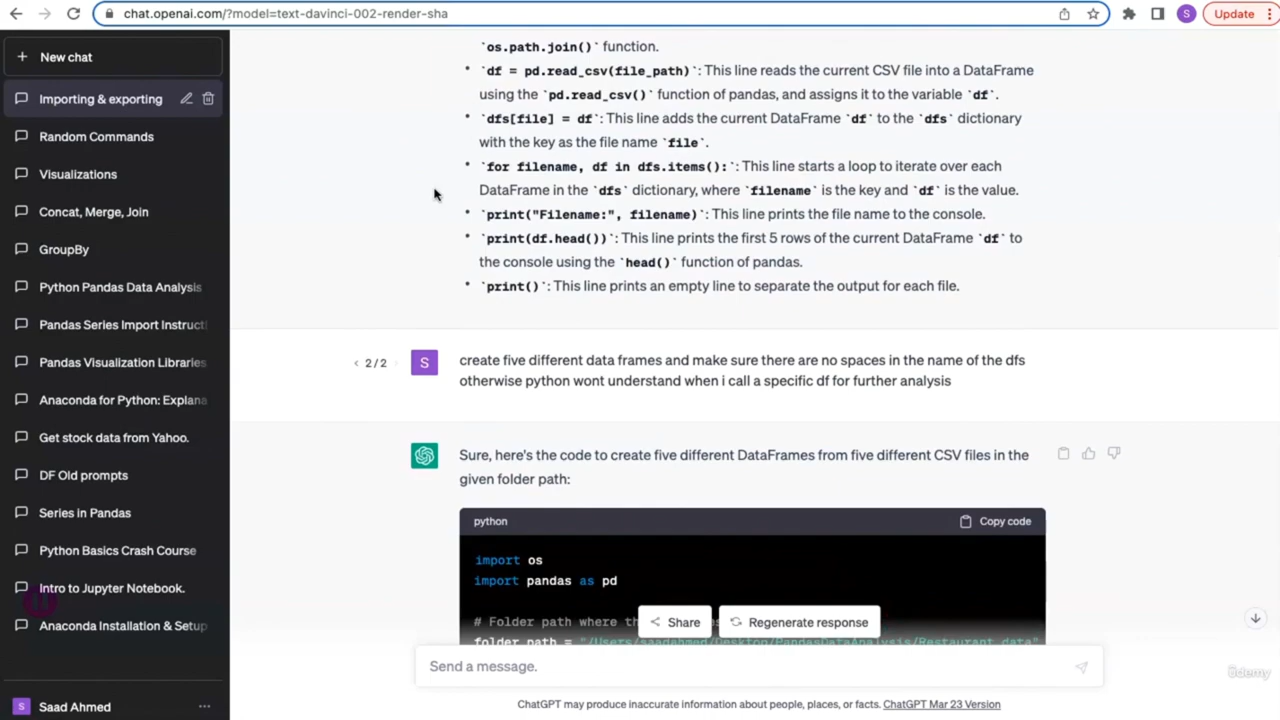 chat.openai.com/?model=text-davinci-002-render-sha
S
Update
New chat
Importing & exporting
Random Commands
Visualizations
Concat, Merge, Join
GroupBy
Python Pandas Data Analysis
Pandas Series Import Instructi
Pandas Visualization Libraries
Anaconda for Python: Explana
Get stock data from Yahoo.
DF Old prompts
Series in Pandas
Python Basics Crash Course
Intro to Jupyter Notebook.
Anaconda Installation & Setup
S
Saad Ahmed
`os.path.join()` function.
• `df = pd.read_csv(file_path)`: This line reads the current CSV file into a DataFrame
using the `pd.read_csv()` function of pandas, and assigns it to the variable `df`.
• `dfs[file] = df`: This line adds the current DataFrame `df` to the `dfs` dictionary
with the key as the file name `file`.
• `for filename, df in dfs.items():`: This line starts a loop to iterate over each
DataFrame in the `dfs` dictionary, where `filename` is the key and `df` is the value.
• `print("Filename:", filename)`: This line prints the file name to the console.
• `print(df.head())`: This line prints the first 5 rows of the current DataFrame `df` to
the console using the `head()` function of pandas.
• `print()`: This line prints an empty line to separate the output for each file.
< 2/2
S
create five different data frames and make sure there are no spaces in the name of the dfs
otherwise python wont understand when i call a specific df for further analysis
Sure, here's the code to create five different DataFrames from five different CSV files in the
given folder path:
python
Copy code
import os
import pandas as pd
# Folder path where th
folder_path = "/Users/saadahmed/Desktop/PandasDataAnalysis/Restaurant_data"
Share
Regenerate response
Send a message.
ChatGPT may produce inaccurate information about people, places, or facts. ChatGPT Mar 23 Version
ûdemy